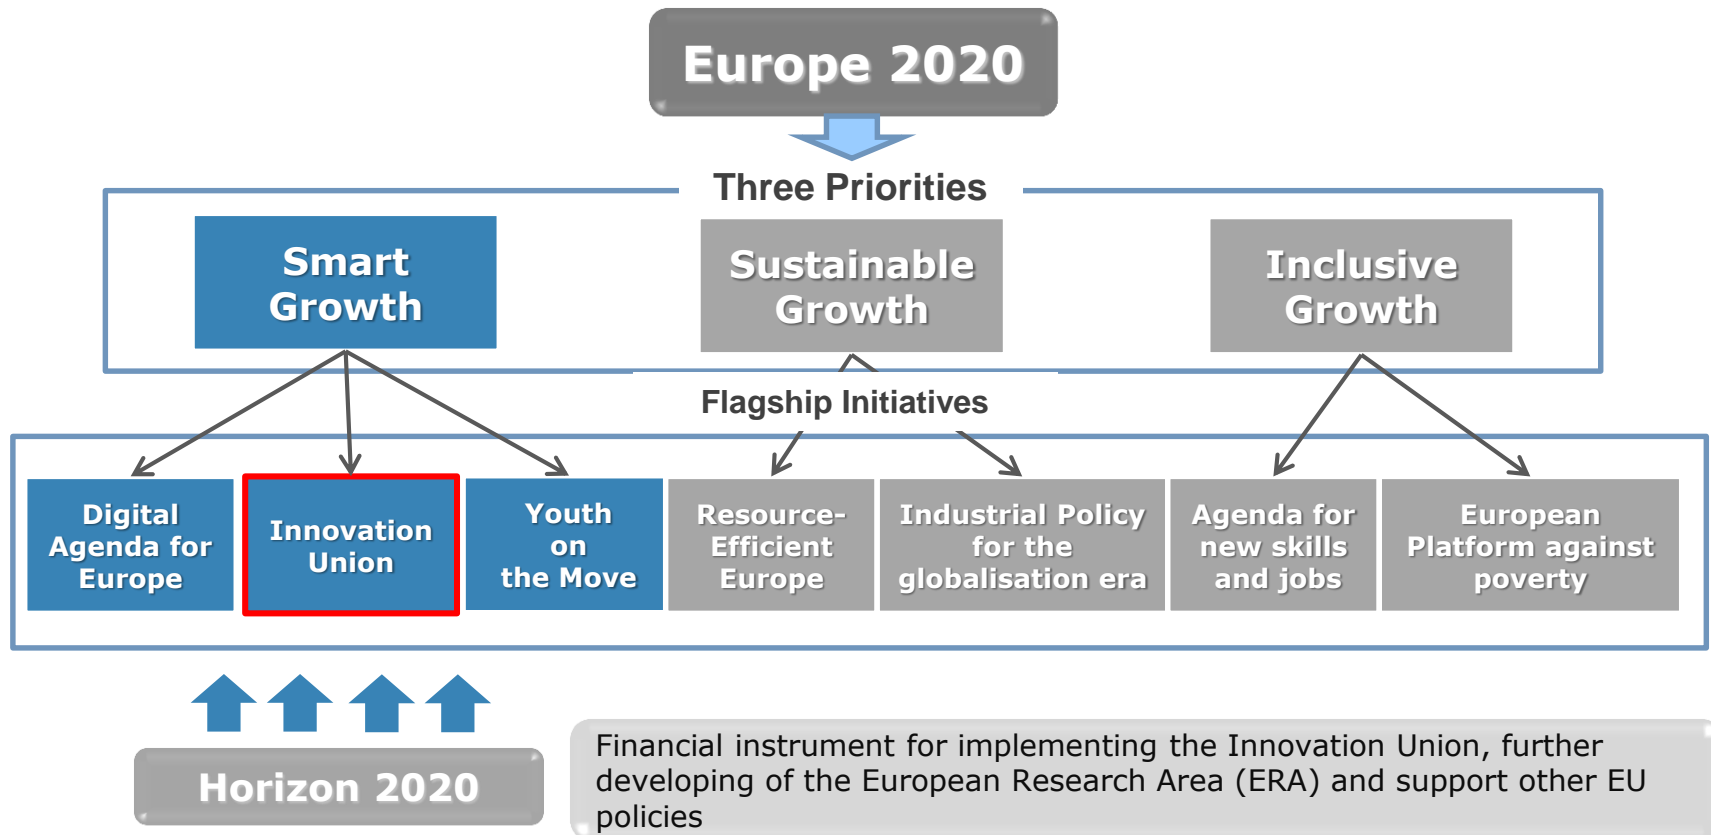 Europe 2020
Three Priorities
Smart
Growth
Sustainable
Growth
Inclusive
Growth
Flagship Initiatives
Digital
Agenda for
Europe
Innovation
Union
Youth
on
the Move
Resource-
Efficient
Europe
Industrial Policy
for the
globalisation era
Agenda for
new skills
and jobs
European
Platform against
poverty
Horizon 2020
Financial instrument for implementing the Innovation Union, further
developing of the European Research Area (ERA) and support other EU
policies